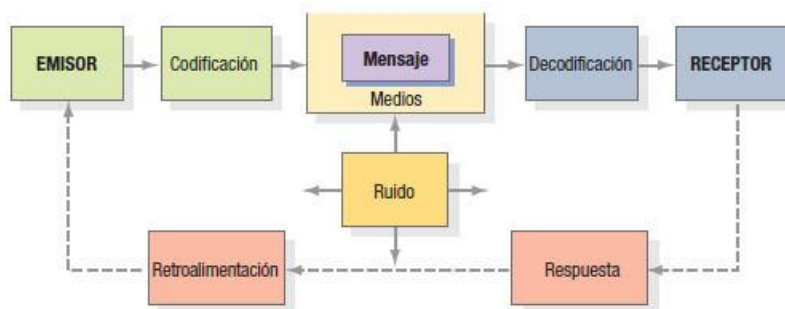 EMISOR
Codificación
Mensaje
Medios
Decodificación
RECEPTOR
Ruido
Retroalimentación
Respuesta